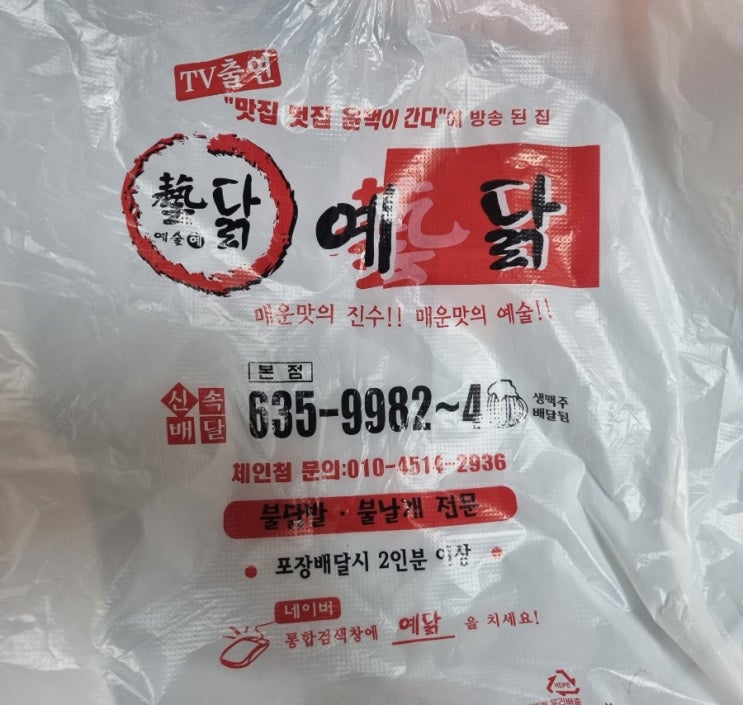 TV출연
"맛집 멋집 율맥이 간다"에 방송 된 집
藝닭
예술예
예藝닭
매운맛의 진수!! 매운맛의 예술!!
본점
신속배달
635-9982~4
생맥주
배달됨
체인점 문의:010-4514-2936
불닭발 · 불날개 전문
포장배달시 2인분 이상
네이버
통합검색창에 예닭 을 치세요!
HDPE